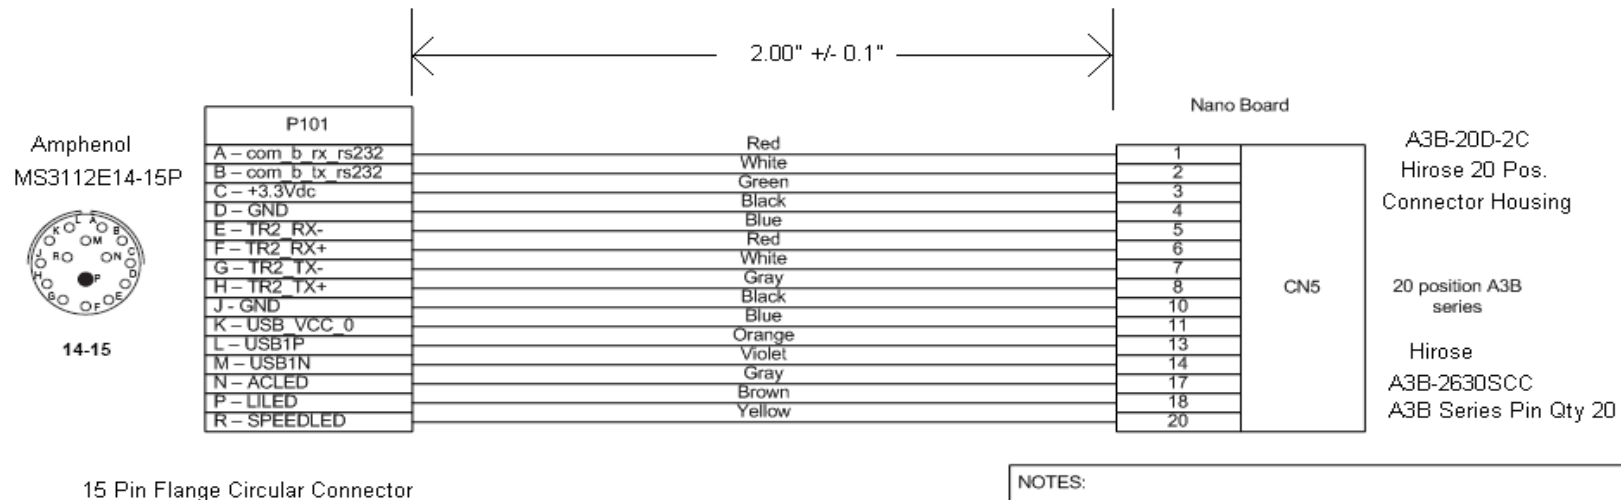 2.00" +/- 0.1"
Nano Board
Amphenol
MS3112E14-15P
L A
K B
M
J R N C
H P D
G F E
14-15
P101
A – com_b_rx_rs232 Red 1
B – com_b_tx_rs232 White 2
C – +3.3Vdc Green 3
D – GND Black 4
E – TR2_RX- Blue 5
F – TR2_RX+ Red 6
G – TR2_TX- White 7
H – TR2_TX+ Gray 8
J - GND Black 10
K – USB_VCC_0 Blue 11
L – USB1P Orange 13
M – USB1N Violet 14
N – ACLED Gray 17
P – LILED Brown 18
R – SPEEDLED Yellow 20
CN5
A3B-20D-2C
Hirose 20 Pos.
Connector Housing
20 position A3B
series
Hirose
A3B-2630SCC
A3B Series Pin Qty 20
15 Pin Flange Circular Connector
NOTES: